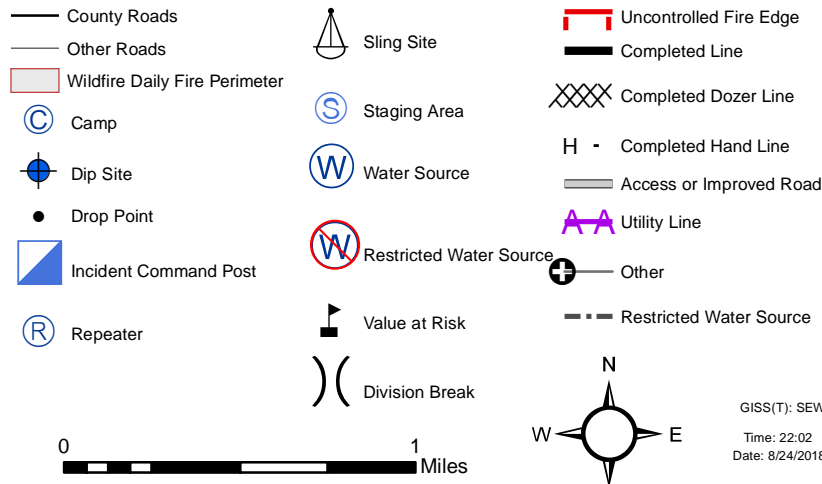 County Roads
Other Roads
Wildfire Daily Fire Perimeter
C Camp
Dip Site
Drop Point
Incident Command Post
R Repeater
Sling Site
S Staging Area
W Water Source
W Restricted Water Source
Value at Risk
Division Break
Uncontrolled Fire Edge
Completed Line
Completed Dozer Line
H - Completed Hand Line
Access or Improved Road
Utility Line
Other
Restricted Water Source
0 1
Miles
N
W E
GISS(T): SEW
Time: 22:02
Date: 8/24/2018